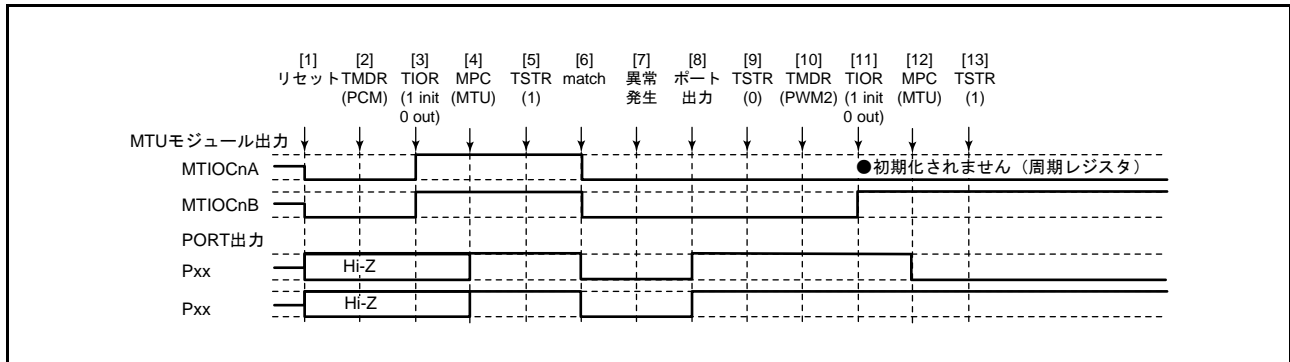 [1] [2] [3] [4] [5] [6] [7] [8] [9] [10] [11] [12] [13]
リセット TMDR TIOR MPC TSTR match 異常 ポート TSTR TMDR TIOR MPC TSTR
(PCM) (1 init (MTU) (1) 発生 出力 (0) (PWM2) (1 init (MTU) (1)
0 out) 0 out)
MTUモジュール出力
MTIOCnA ●初期化されません（周期レジスタ）
MTIOCnB
PORT出力
Pxx Hi-Z
Pxx Hi-Z